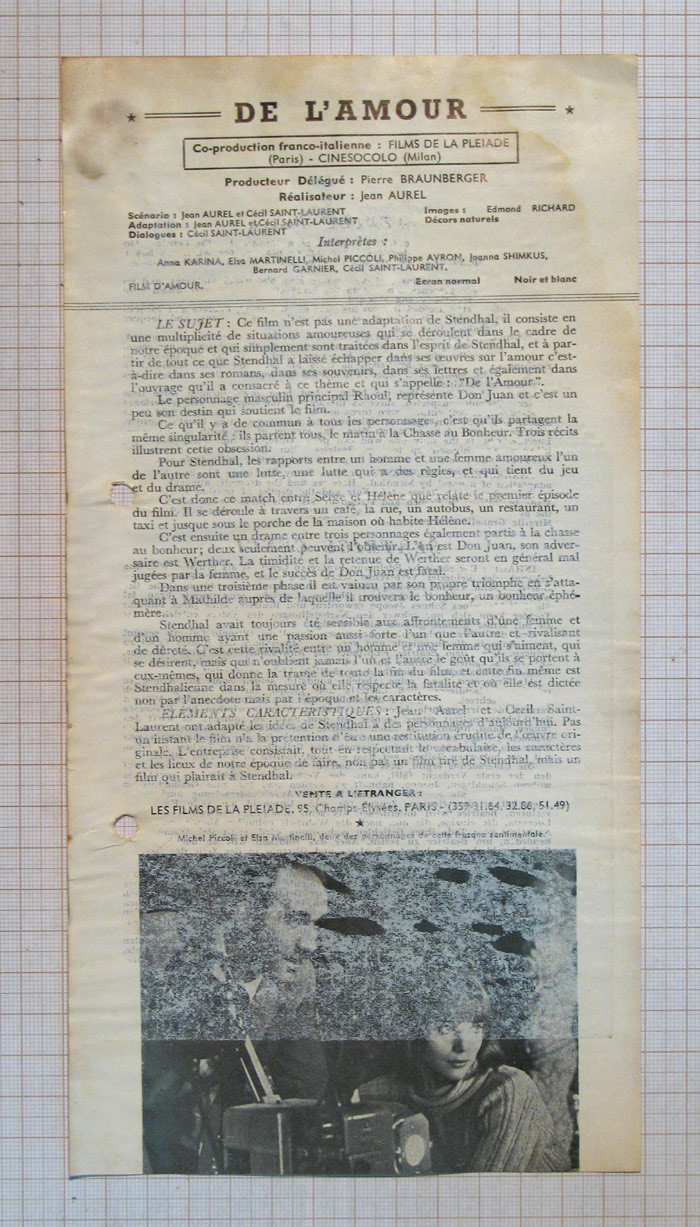 DE L'AMOUR
Co-production franco-italienne : FILMS DE LA PLEIADE
(Paris) - CINESOCOLO (Milan)
Producteur Délégué : Pierre BRAUNBERGER
Réalisateur : Jean AUREL
Scénario : Jean AUREL et Cécil SAINT-LAURENT
Adaptation : Jean AUREL et Cécil SAINT-LAURENT
Dialogues : Cécil SAINT-LAURENT
Images : Edmond RICHARD
Décors naturels
Interprètes :
Anna KARINA, Elsa MARTINELLI, Michel PICCOLI, Philippe AVRON, Joanna SHIMKUS,
Bernard GARNIER, Cécil SAINT-LAURENT.
FILM D'AMOUR.
Ecran normal
Noir et blanc
LE SUJET : Ce film n'est pas une adaptation de Stendhal, il consiste en
une multiplicité de situations amoureuses qui se déroulent dans le cadre de
notre époque et qui simplement sont traitées dans l'esprit de Stendhal, et à par-
tir de tout ce que Stendhal a laissé échapper dans ses œuvres sur l'amour c'est-
à-dire dans ses romans, dans ses souvenirs, dans ses lettres et également dans
l'ouvrage qu'il a consacré à ce thème et qui s'appelle : "De l'Amour".
Le personnage masculin principal Raoul, représente Don Juan et c'est un
peu son destin qui soutient le film.
Ce qu'il y a de commun à tous les personnages, c'est qu'ils partagent la
même singularité : ils partent tous, le matin à la Chasse au Bonheur. Trois récits
illustrent cette obsession.
Pour Stendhal, les rapports entre un homme et une femme amoureux l'un
de l'autre sont une lutte, une lutte qui a des règles, et qui tient du jeu
et du drame.
C'est donc ce match entre Serge et Hélène que relate le premier épisode
du film. Il se déroule à travers un café, la rue, un autobus, un restaurant, un
taxi et jusque sous le porche de la maison où habite Hélène.
C'est ensuite un drame entre trois personnages également partis à la chasse
au bonheur; deux seulement peuvent l'obtenir. L'un est Don Juan, son adver-
saire est Werther. La timidité et la retenue de Werther seront en général mal
jugées par la femme, et le succès de Don Juan est fatal.
Dans une troisième phase il est vaincu par son propre triomphe en s'atta-
quant à Mathilde auprès de laquelle il trouvera le bonheur, un bonheur éphé-
mère.
Stendhal avait toujours été sensible aux affrontements d'une femme et
d'un homme ayant une passion aussi forte l'un que l'autre et rivalisant
de dureté. C'est cette rivalité entre un homme et une femme qui s'aiment, qui
se désirent, mais qui n'oublient jamais l'un et l'autre le goût qu'ils se portent à
eux-mêmes, qui donne la trame de toute la fin du film, et cette fin même est
Stendhalienne dans la mesure où elle respecte la fatalité et où elle est dictée
non par l'anecdote mais par l'époque et les caractères.
ELEMENTS CARACTERISTIQUES : Jean Aurel et Cecil Saint-
Laurent ont adapté les idées de Stendhal à des personnages d'aujourd'hui. Pas
un instant le film n'a la prétention d'être une restitution érudite de l'œuvre ori-
ginale. L'entreprise consistait, tout en respectant le vocabulaire, les caractères
et les lieux de notre époque de faire, non pas un film tiré de Stendhal, mais un
film qui plairait à Stendhal.
VENTE A L'ETRANGER :
LES FILMS DE LA PLEIADE, 95, Champs-Elysées, PARIS - (359 31.64, 32.86, 51.49)
Michel Piccoli et Elsa Martinelli, deux des personnages de cette fresque sentimentale.